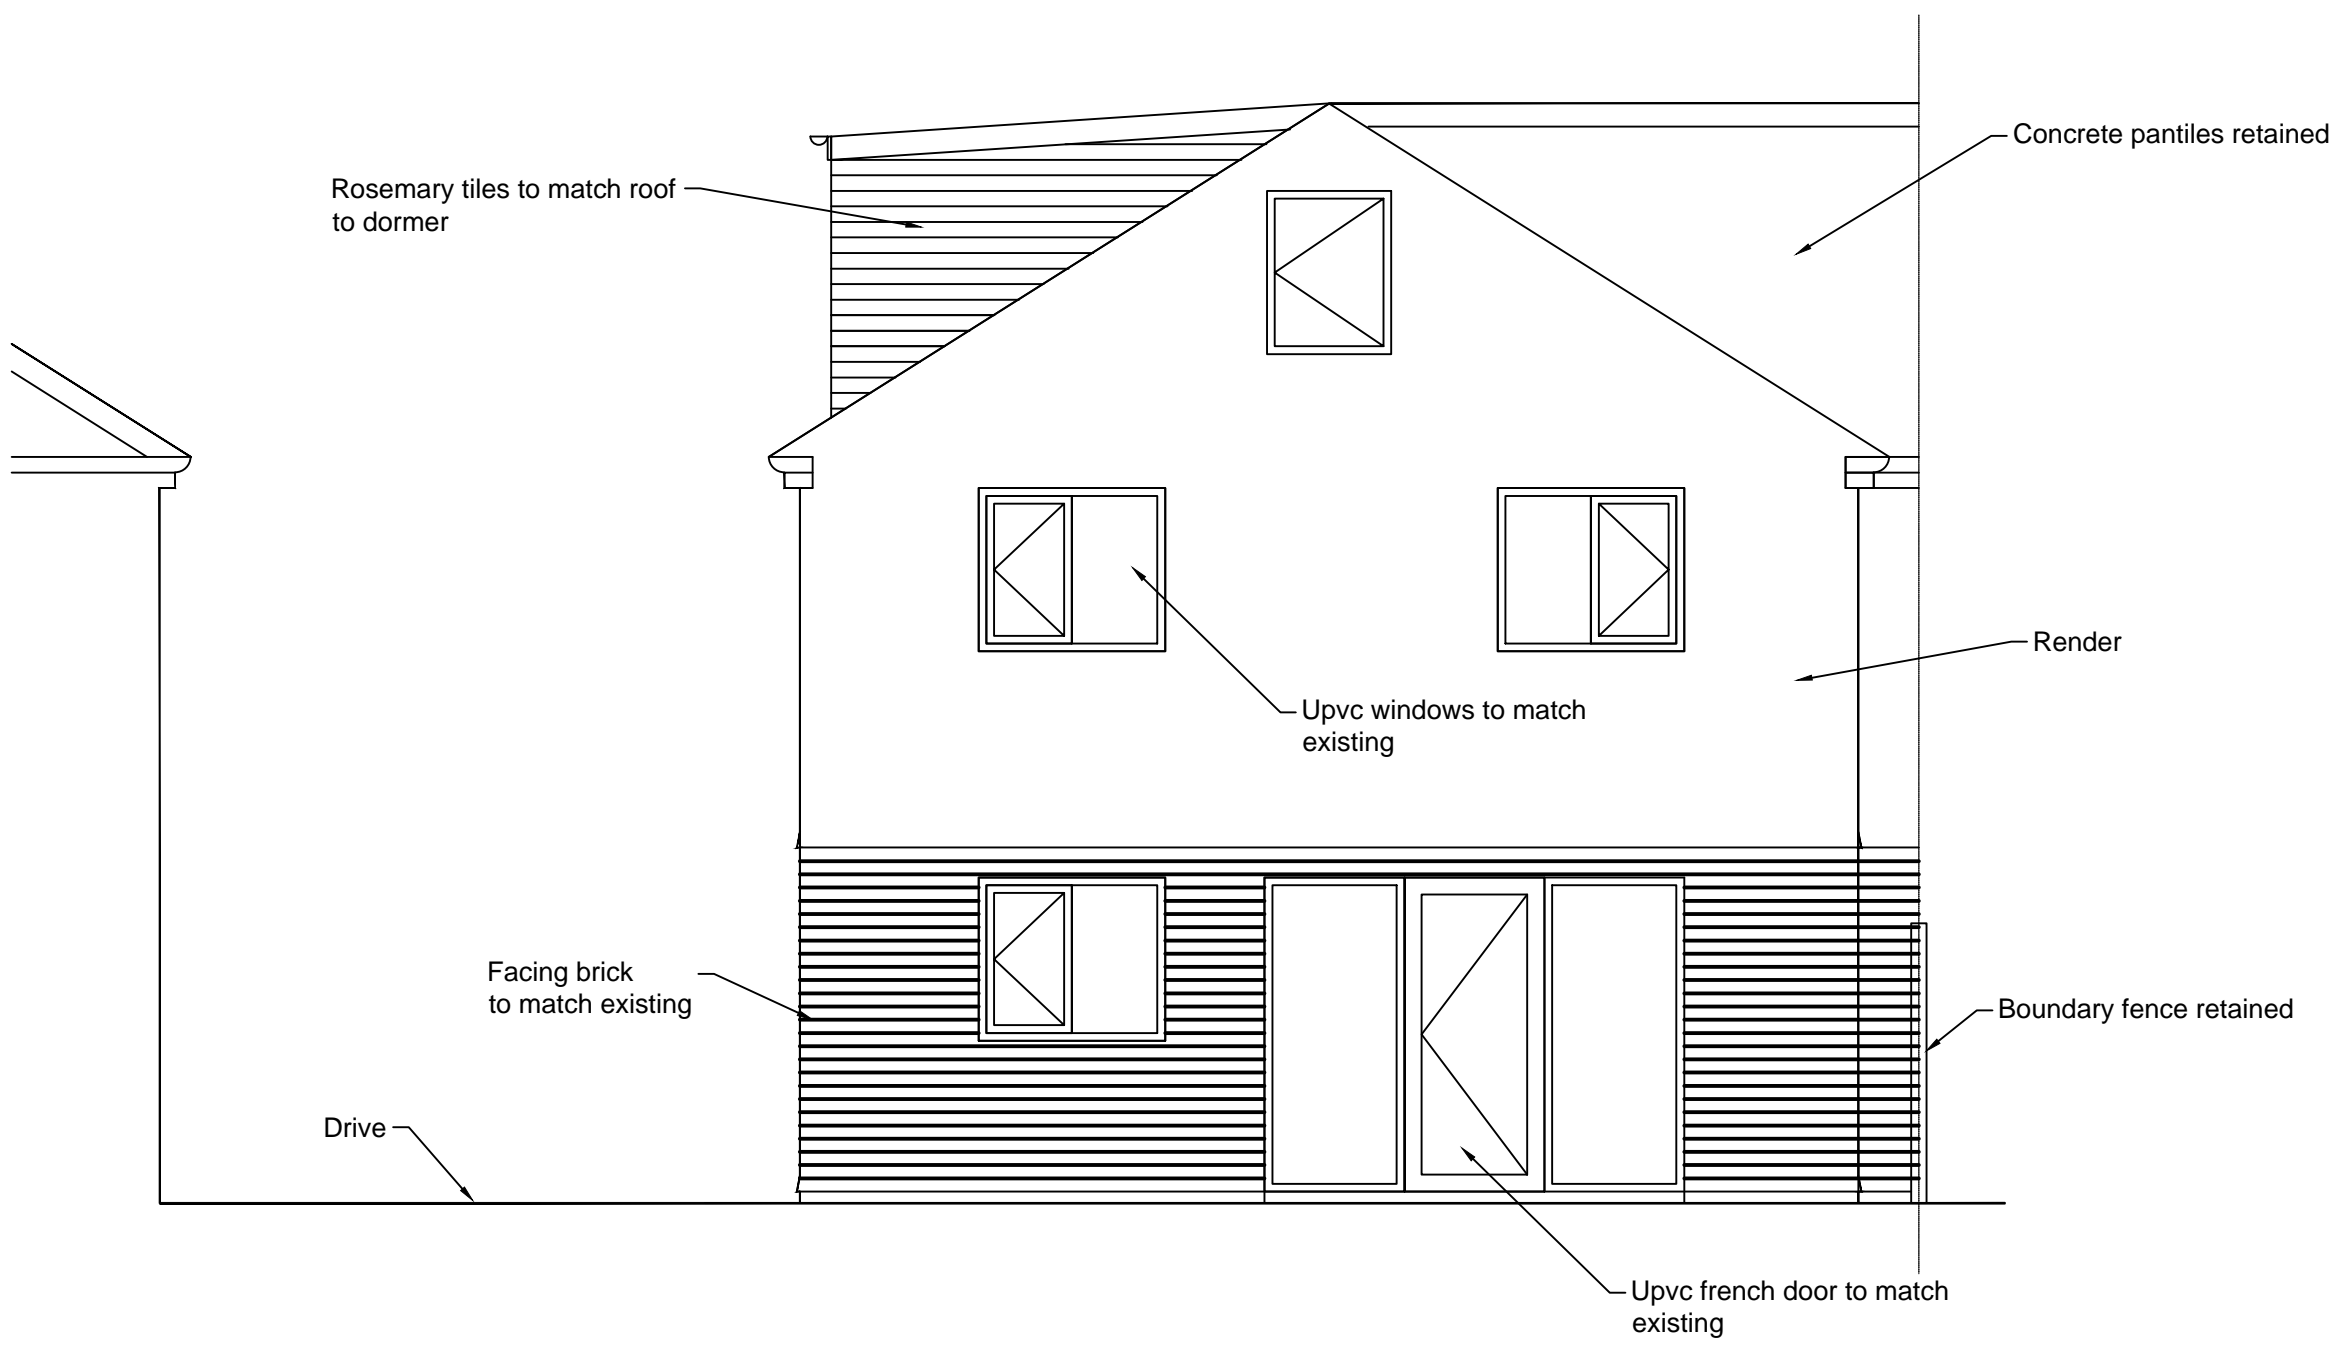 Concrete pantiles retained
Rosemary tiles to match roof
to dormer
Render
Upvc windows to match
existing
Facing brick
to match existing
Boundary fence retained
Drive
Upvc french door to match
existing